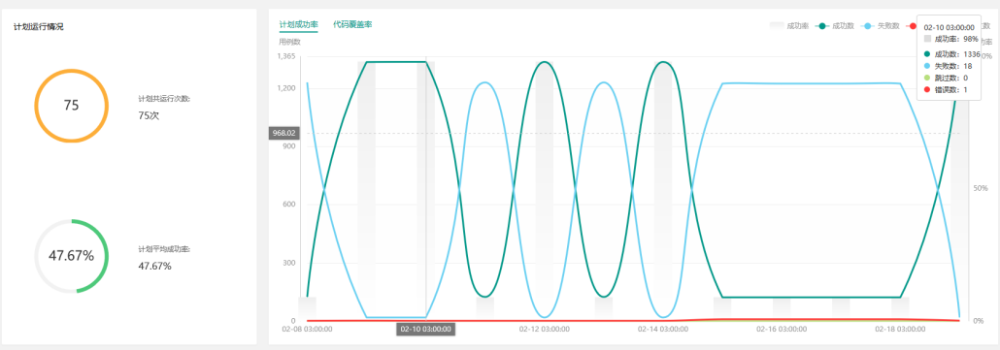 计划运行情况
75
计划共运行次数:
75次
47.67%
计划平均成功率:
47.67%
计划成功率 代码覆盖率
成功率 成功数 失败数
用例数
02-10 03:00:00
成功率: 98%
成功数: 1336
失败数: 18
跳过数: 0
错误数: 1
1,365
1,200
968.02
900
600
300
0
50%
0%
02-08 03:00:00 02-10 03:00:00 02-12 03:00:00 02-14 03:00:00 02-16 03:00:00 02-18 03:00:00